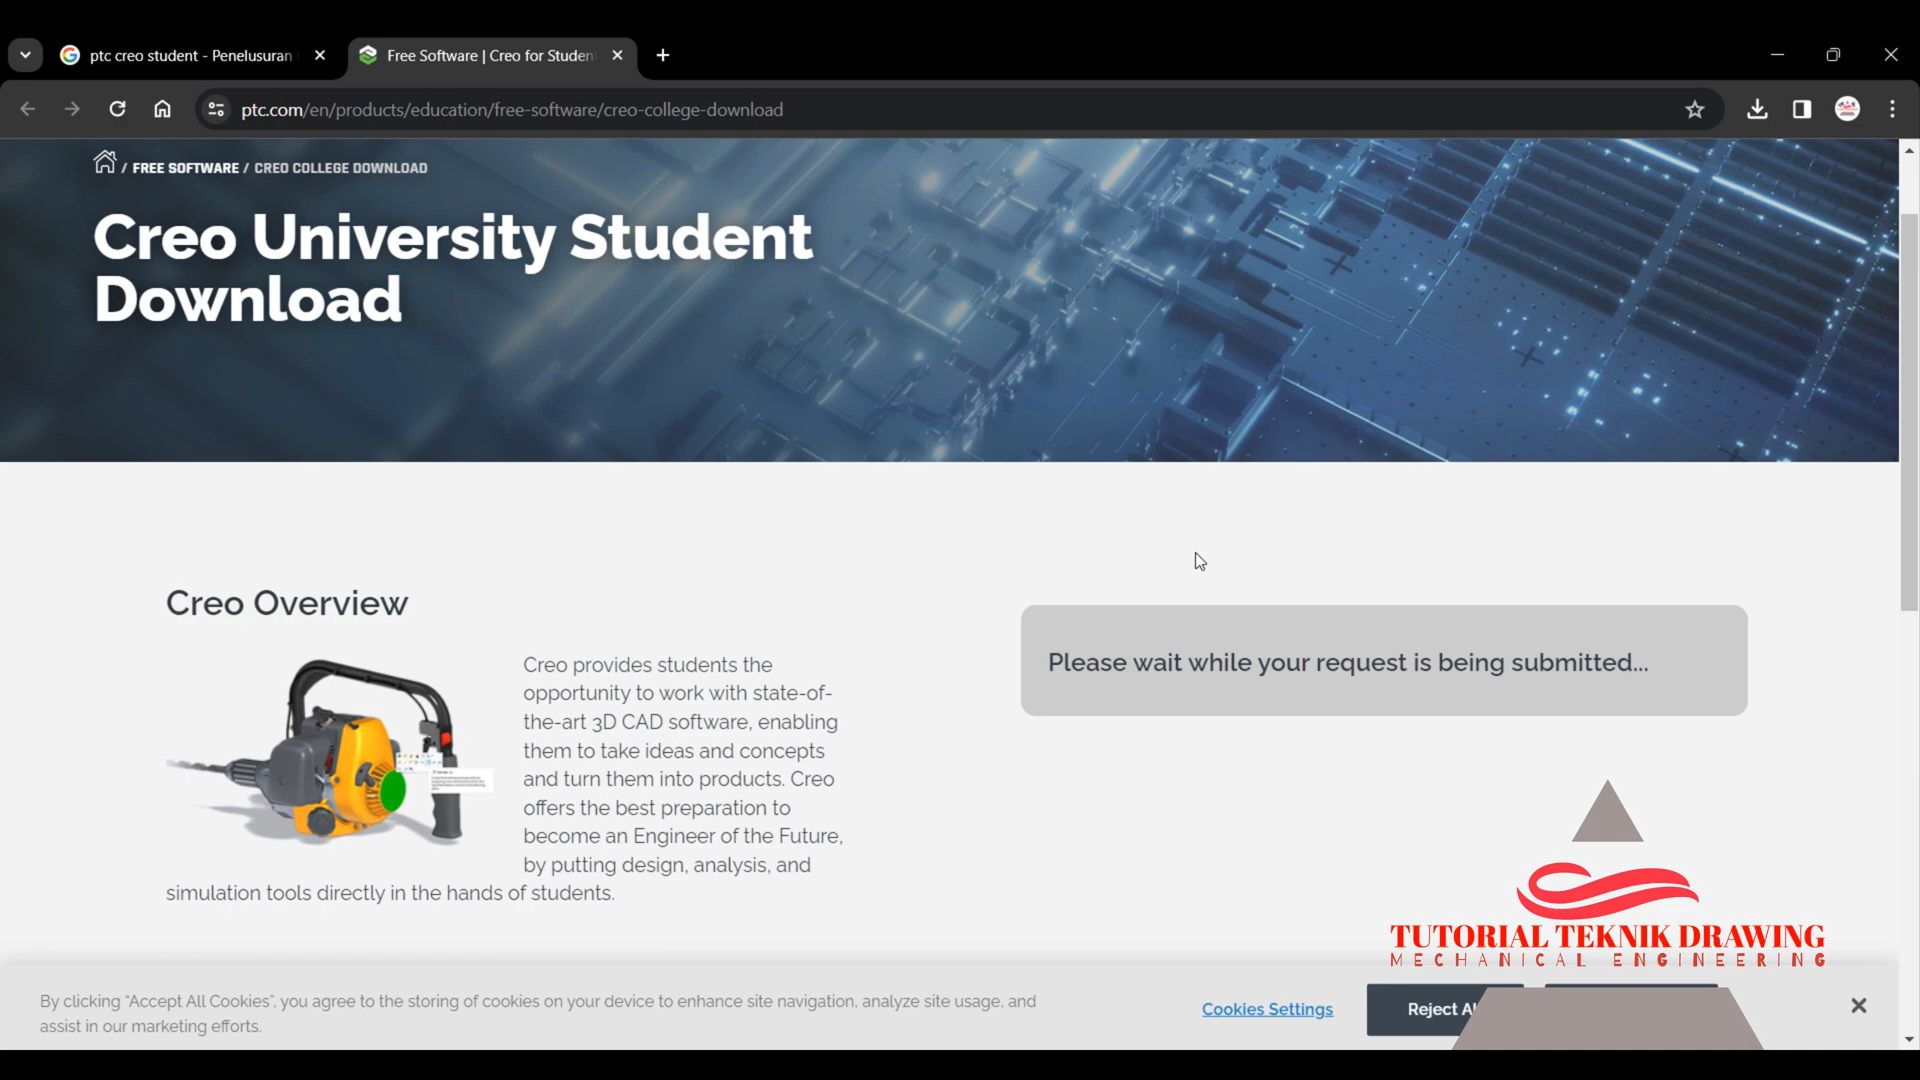 ptc creo student - Penelusuran
Free Software | Creo for Studen
ptc.com/en/products/education/free-software/creo-college-download
/ FREE SOFTWARE / CREO COLLEGE DOWNLOAD
Creo University Student
Download
Creo Overview
Creo provides students the
opportunity to work with state-of-
the-art 3D CAD software, enabling
them to take ideas and concepts
and turn them into products. Creo
offers the best preparation to
become an Engineer of the Future,
by putting design, analysis, and
simulation tools directly in the hands of students.
Please wait while your request is being submitted...
TUTORIAL TEKNIK DRAWING
MECHANICAL ENGINEERING
By clicking “Accept All Cookies”, you agree to the storing of cookies on your device to enhance site navigation, analyze site usage, and
assist in our marketing efforts.
Cookies Settings
Reject Al